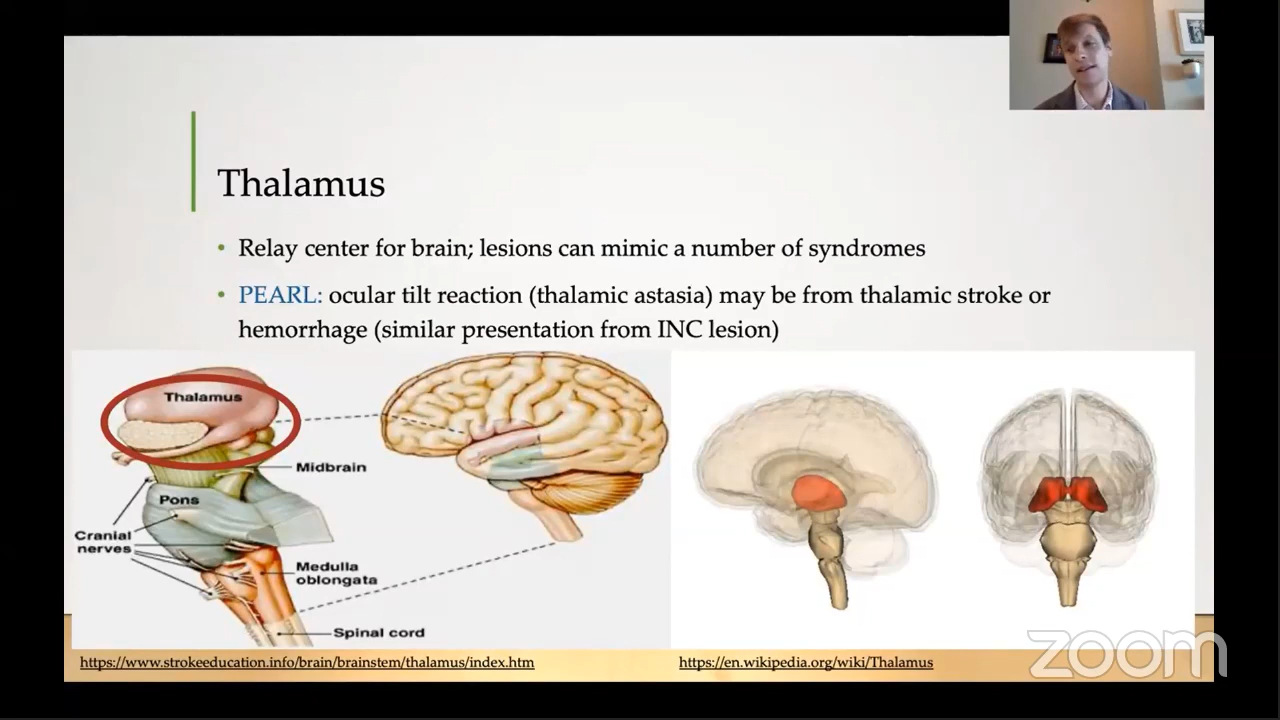 Thalamus
• Relay center for brain; lesions can mimic a number of syndromes
• PEARL: ocular tilt reaction (thalamic astasia) may be from thalamic stroke or
hemorrhage (similar presentation from INC lesion)
Thalamus
Midbrain
Pons
Cranial
nerves
Medulla
oblongata
Spinal cord
https://www.strokeeducation.info/brain/brainstem/thalamus/index.htm
https://en.wikipedia.org/wiki/Thalamus
zoom